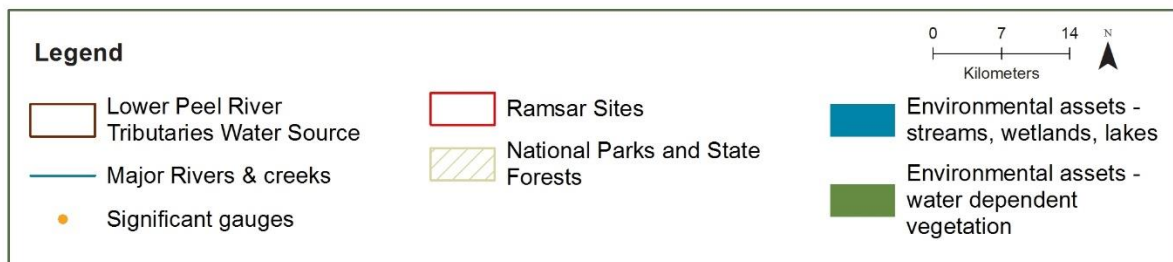 Legend
Lower Peel River
Tributaries Water Source
Major Rivers & creeks
Significant gauges
Ramsar Sites
National Parks and State
Forests
0 7 14
Kilometers
N
Environmental assets -
streams, wetlands, lakes
Environmental assets -
water dependent
vegetation